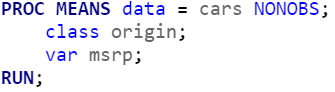 PROC MEANS data = cars NONOBS;
    class origin;
    var msrp;
RUN;